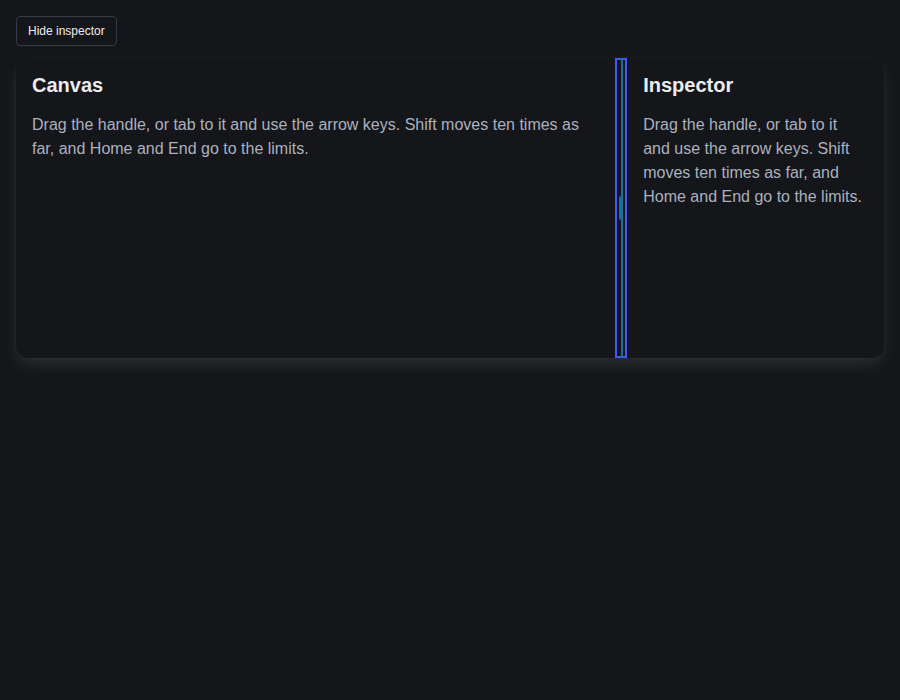 Hide inspector
Canvas
Drag the handle, or tab to it and use the arrow keys. Shift moves ten times as
far, and Home and End go to the limits.
Inspector
Drag the handle, or tab to it
and use the arrow keys. Shift
moves ten times as far, and
Home and End go to the limits.